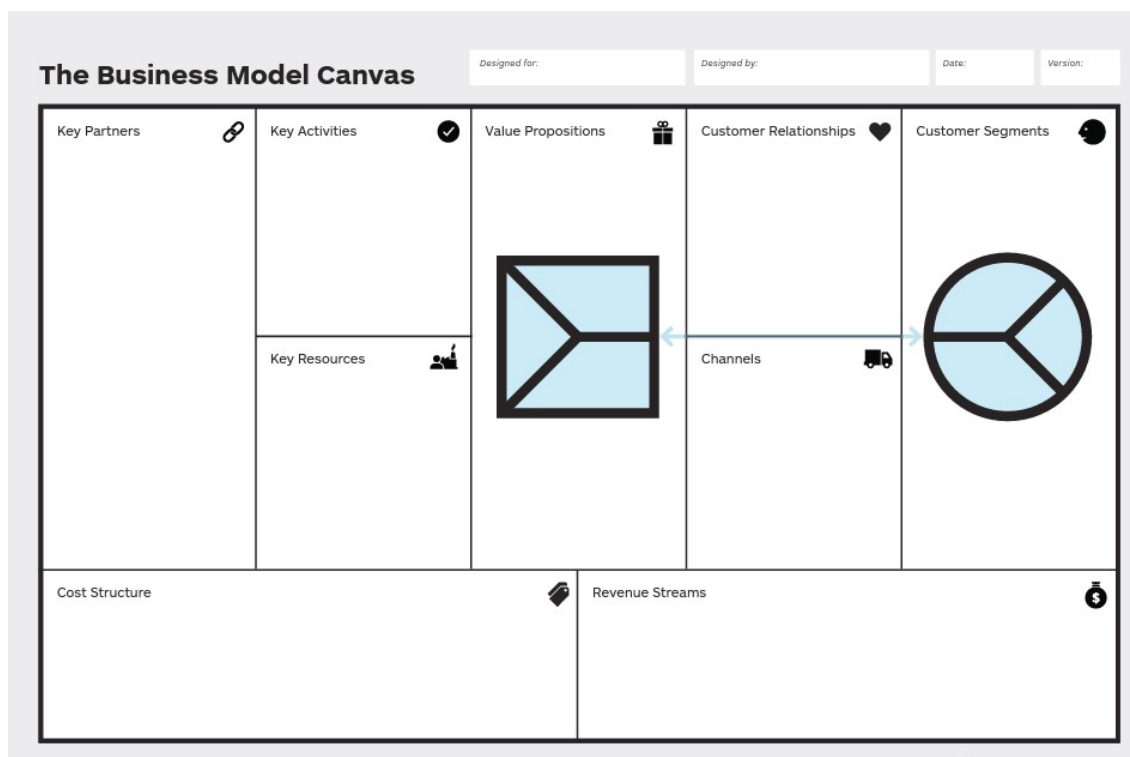 The Business Model Canvas
Designed for:
Designed by:
Date:
Version:
Key Partners
Key Activities
Value Propositions
Customer Relationships
Customer Segments
Key Resources
Channels
Cost Structure
Revenue Streams
$